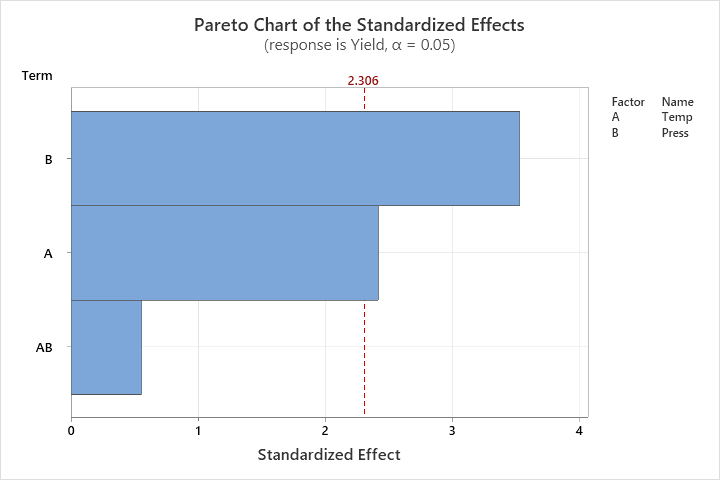 Pareto Chart of the Standardized Effects
(response is Yield, α = 0.05)
Term
2.306
Factor Name
A Temp
B Press
B
A
AB
0 1 2 3 4
Standardized Effect